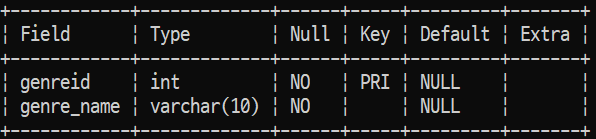 +------------+-------------+------+-----+---------+-------+
| Field      | Type        | Null | Key | Default | Extra |
+------------+-------------+------+-----+---------+-------+
| genreid    | int         | NO   | PRI | NULL    |       |
| genre_name | varchar(10) | NO   |     | NULL    |       |
+------------+-------------+------+-----+---------+-------+